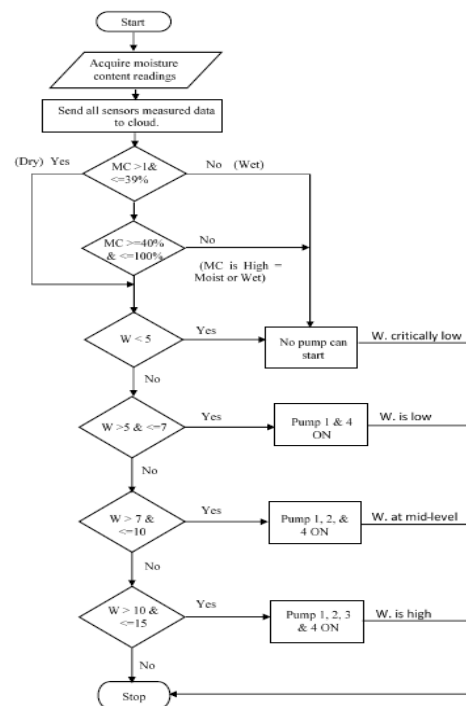 Start
Acquire moisture
content readings
Send all sensors measured data
to cloud.
(Dry) Yes
MC >1&
<=39%
No (Wet)
MC >=40%
& <=100%
No
(MC is High =
Moist or Wet)
W < 5
Yes
No pump can
start
W. critically low
No
W >5 & <=7
Yes
Pump 1 & 4
ON
W. is low
No
W > 7 &
<=10
Yes
Pump 1, 2, &
4 ON
W. at mid-level
No
W > 10 &
<=15
Yes
Pump 1, 2, 3
& 4 ON
W. is high
No
Stop